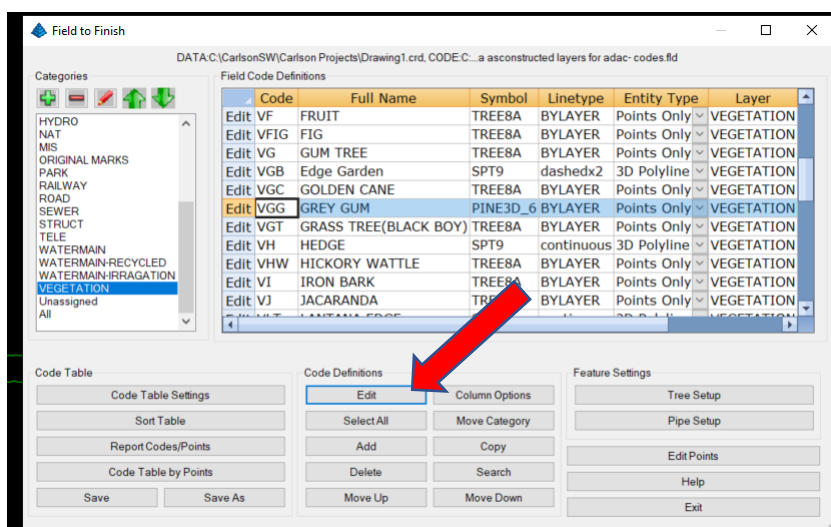 Field to Finish
DATA:C:\CarlsonSW\Carlson Projects\Drawing1.crd, CODE:C:...a asconstructed layers for adac- codes.fld
Categories
Field Code Definitions
HYDRO
NAT
MIS
ORIGINAL MARKS
PARK
RAILWAY
ROAD
SEWER
STRUCT
TELE
WATERMAIN
WATERMAIN-RECYCLED
WATERMAIN-IRRAGATION
VEGETATION
Unassigned
All
Code Full Name Symbol Linetype Entity Type Layer
Edit VF FRUIT TREE8A BYLAYER Points Only VEGETATION
Edit VFIG FIG TREE8A BYLAYER Points Only VEGETATION
Edit VG GUM TREE TREE8A BYLAYER Points Only VEGETATION
Edit VGB Edge Garden SPT9 dashedx2 3D Polyline VEGETATION
Edit VGC GOLDEN CANE TREE8A BYLAYER Points Only VEGETATION
Edit VGG GREY GUM PINE3D_6 BYLAYER Points Only VEGETATION
Edit VGT GRASS TREE(BLACK BOY) TREE8A BYLAYER Points Only VEGETATION
Edit VH HEDGE SPT9 continuous 3D Polyline VEGETATION
Edit VHW HICKORY WATTLE TREE8A BYLAYER Points Only VEGETATION
Edit VI IRON BARK TREE8A BYLAYER Points Only VEGETATION
Edit VJ JACARANDA BYLAYER Points Only VEGETATION
Code Table
Code Definitions
Feature Settings
Code Table Settings
Edit
Column Options
Tree Setup
Sort Table
Select All
Move Category
Pipe Setup
Report Codes/Points
Add
Copy
Edit Points
Code Table by Points
Delete
Search
Help
Save
Save As
Move Up
Move Down
Exit